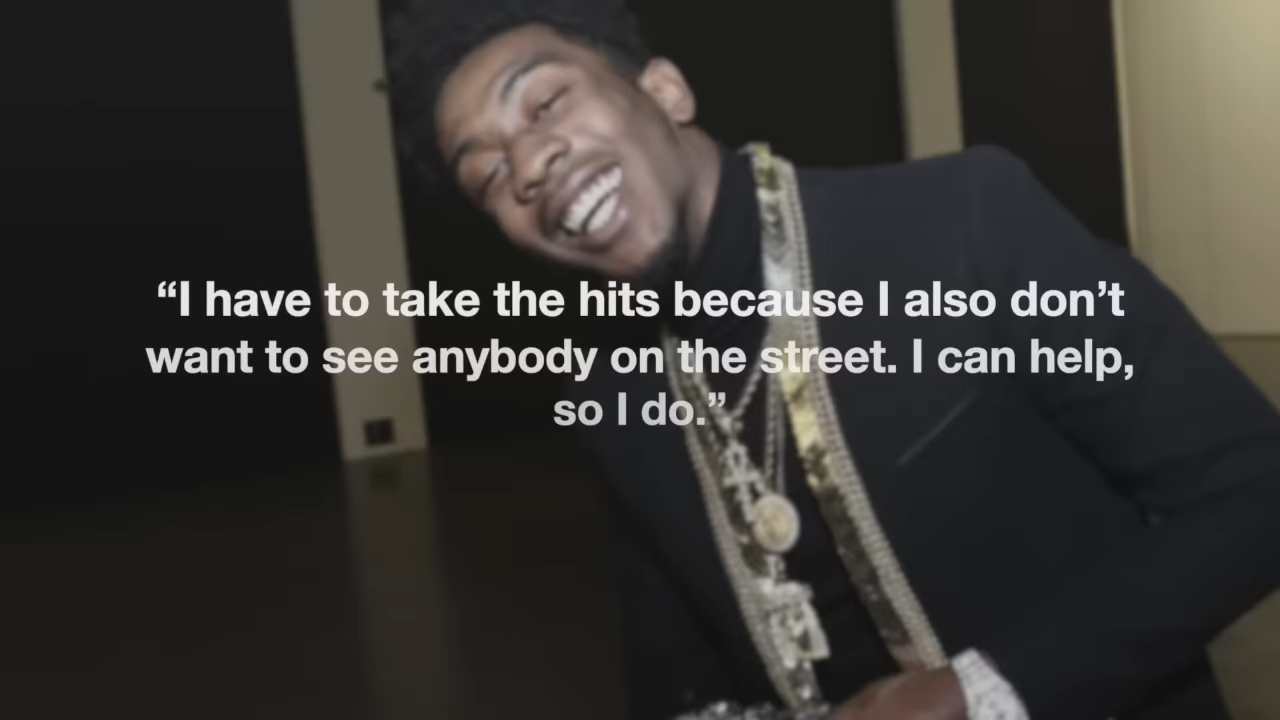 “I have to take the hits because I also don’t
want to see anybody on the street. I can help,
so I do.”